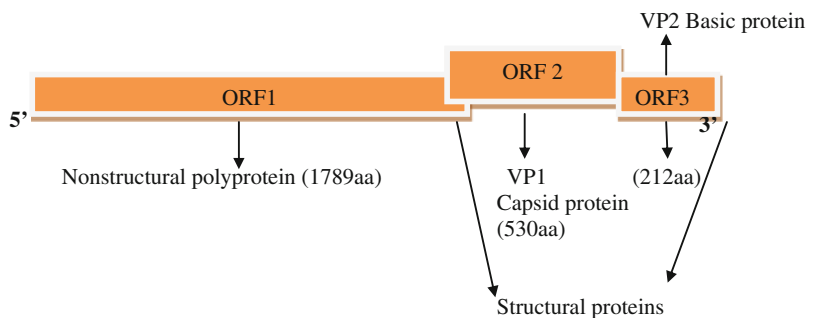 VP2 Basic protein
ORF 2
ORF1
ORF3
5’
3’
Nonstructural polyprotein (1789aa)
VP1
Capsid protein
(530aa)
(212aa)
Structural proteins